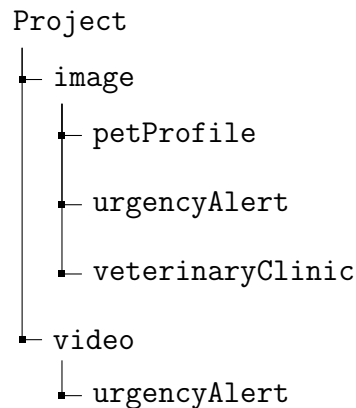 Project
image
petProfile
urgencyAlert
veterinaryClinic
video
urgencyAlert